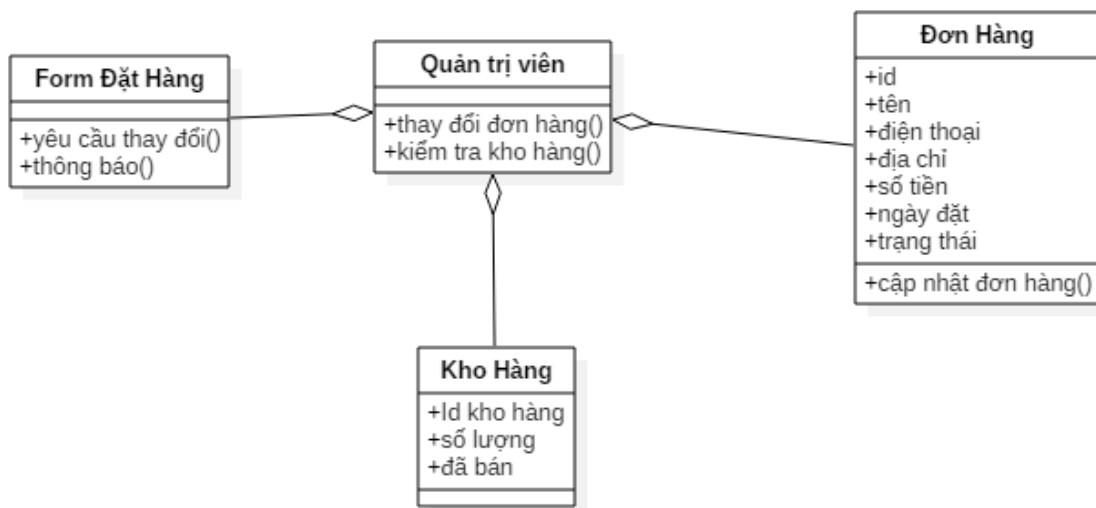 Form Đặt Hàng
+yêu cầu thay đổi()
+thông báo()
Quản trị viên
+thay đổi đơn hàng()
+kiểm tra kho hàng()
Đơn Hàng
+id
+tên
+điện thoại
+địa chỉ
+số tiền
+ngày đặt
+trạng thái
+cập nhật đơn hàng()
Kho Hàng
+Id kho hàng
+số lượng
+đã bán